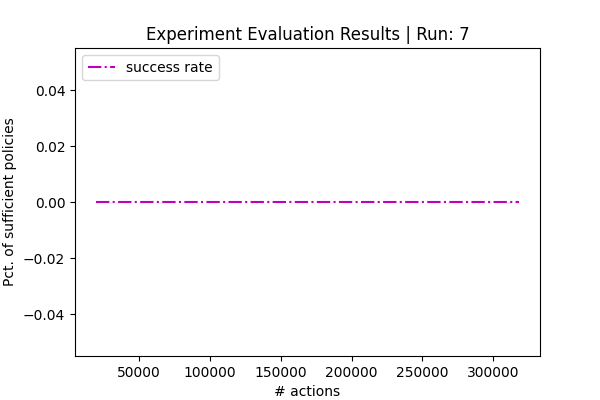 Experiment Evaluation Results | Run: 7
success rate
Pct. of sufficient policies
0.04
0.02
0.00
−0.02
−0.04
50000 100000 150000 200000 250000 300000
# actions